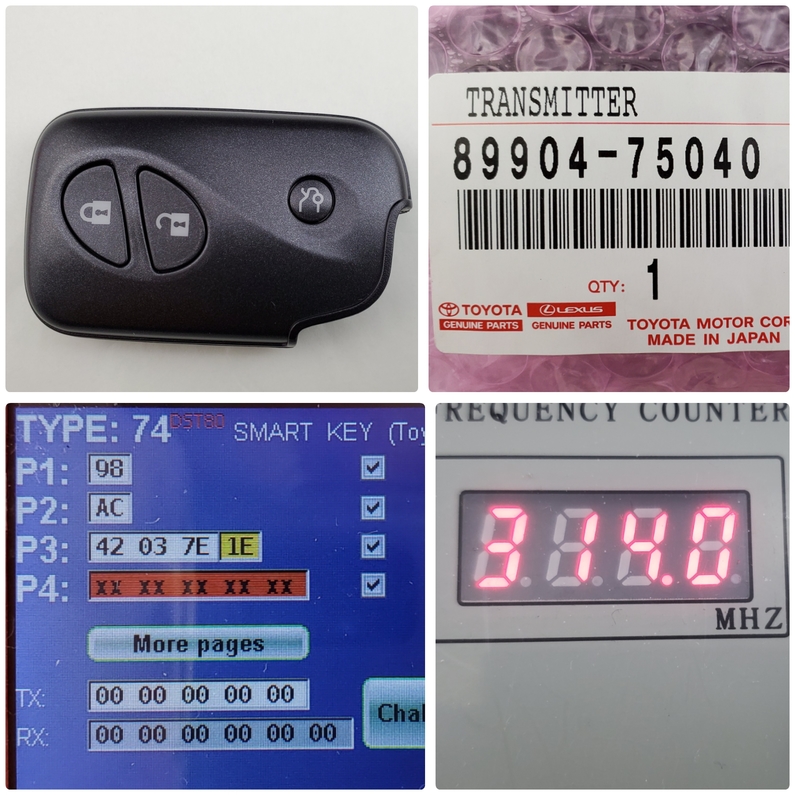 TRANSMITTER
89904-75040
QTY: 1
TOYOTA
GENUINE PARTS
LEXUS
GENUINE PARTS
TOYOTA MOTOR COR
MADE IN JAPAN
TYPE: 74 DST80 SMART KEY (Toy
P1: 98
P2: AC
P3: 42 03 7E 1E
P4: XX XX XX XX XX
More pages
TX: 00 00 00 00 00
RX: 00 00 00 00 00 00
Chal
REQUENCY COUNTER
314.0
MHZ